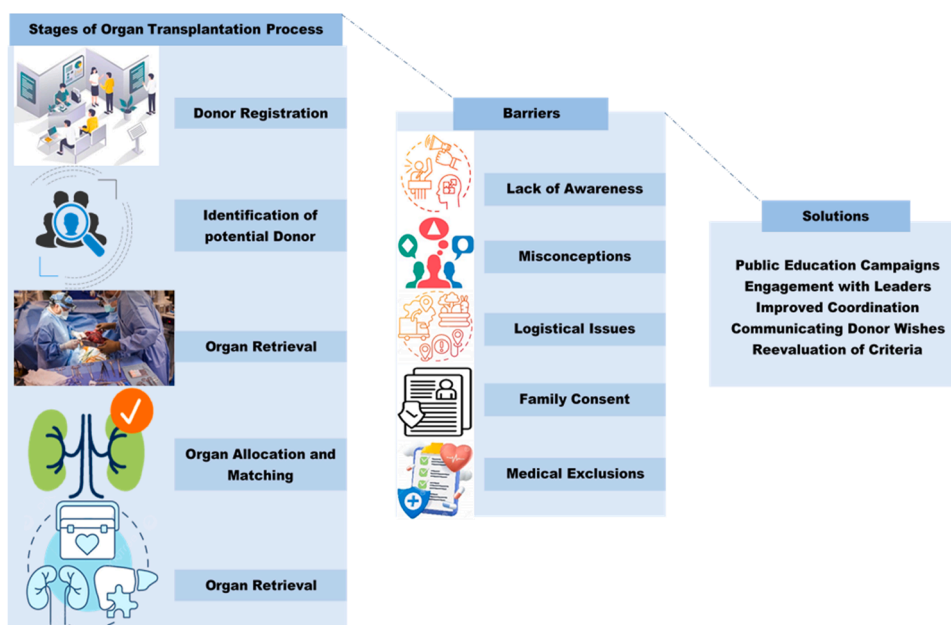 Stages of Organ Transplantation Process
Donor Registration
Identification of
potential Donor
Organ Retrieval
Organ Allocation and
Matching
Organ Retrieval
Barriers
Lack of Awareness
Misconceptions
Logistical Issues
Family Consent
Medical Exclusions
Solutions
Public Education Campaigns
Engagement with Leaders
Improved Coordination
Communicating Donor Wishes
Reevaluation of Criteria